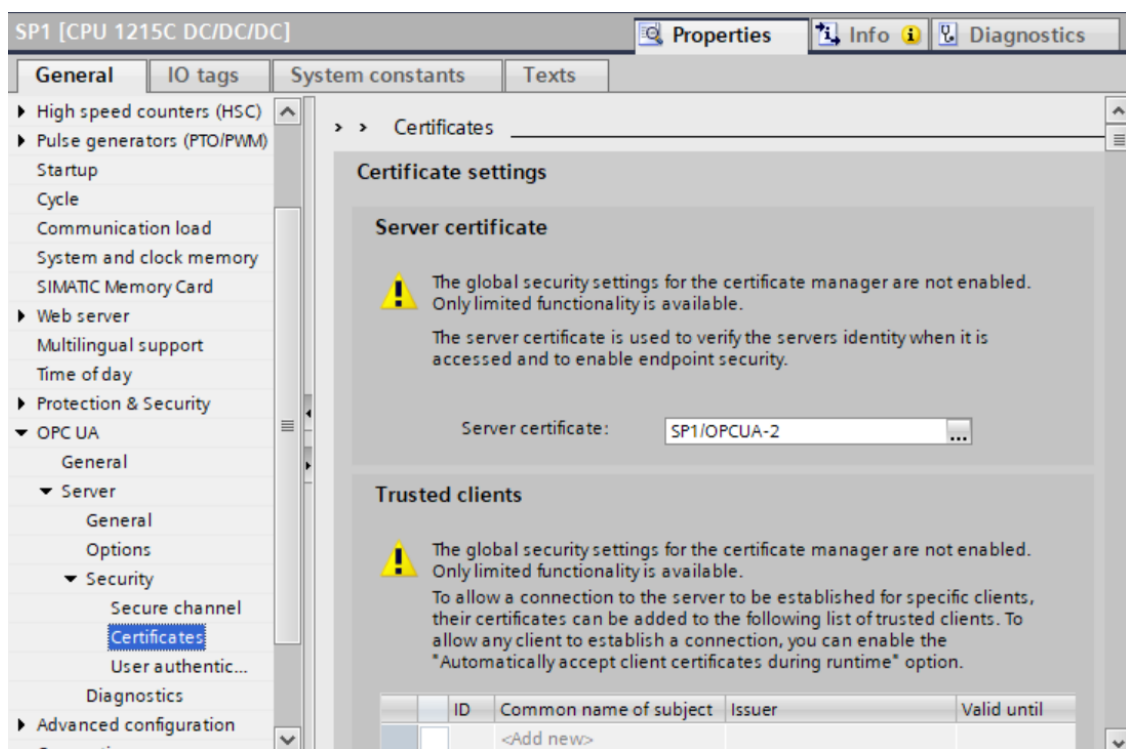 SP1 [CPU 1215C DC/DC/DC]
Properties
Info
Diagnostics
General
IO tags
System constants
Texts
High speed counters (HSC)
Pulse generators (PTO/PWM)
Startup
Cycle
Communication load
System and clock memory
SIMATIC Memory Card
Web server
Multilingual support
Time of day
Protection & Security
OPC UA
General
Server
General
Options
Security
Secure channel
Certificates
User authentic...
Diagnostics
Advanced configuration
> > Certificates
Certificate settings
Server certificate
The global security settings for the certificate manager are not enabled.
Only limited functionality is available.
The server certificate is used to verify the servers identity when it is
accessed and to enable endpoint security.
Server certificate:
SP1/OPCUA-2
...
Trusted clients
The global security settings for the certificate manager are not enabled.
Only limited functionality is available.
To allow a connection to the server to be established for specific clients,
their certificates can be added to the following list of trusted clients. To
allow any client to establish a connection, you can enable the
"Automatically accept client certificates during runtime" option.
ID
Common name of subject
Issuer
Valid until
<Add new>